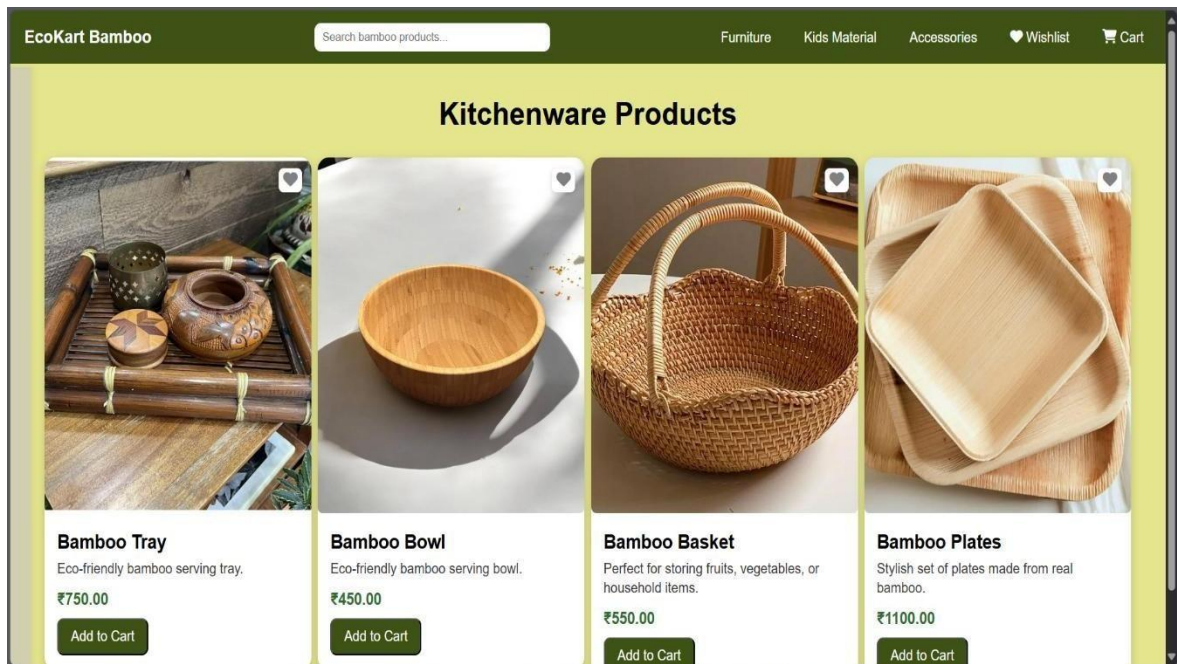 EcoKart Bamboo
Search bamboo products...
Furniture
Kids Material
Accessories
Wishlist
Cart
Kitchenware Products
Bamboo Tray
Eco-friendly bamboo serving tray.
₹750.00
Add to Cart
Bamboo Bowl
Eco-friendly bamboo serving bowl.
₹450.00
Add to Cart
Bamboo Basket
Perfect for storing fruits, vegetables, or
household items.
₹550.00
Add to Cart
Bamboo Plates
Stylish set of plates made from real
bamboo.
₹1100.00
Add to Cart